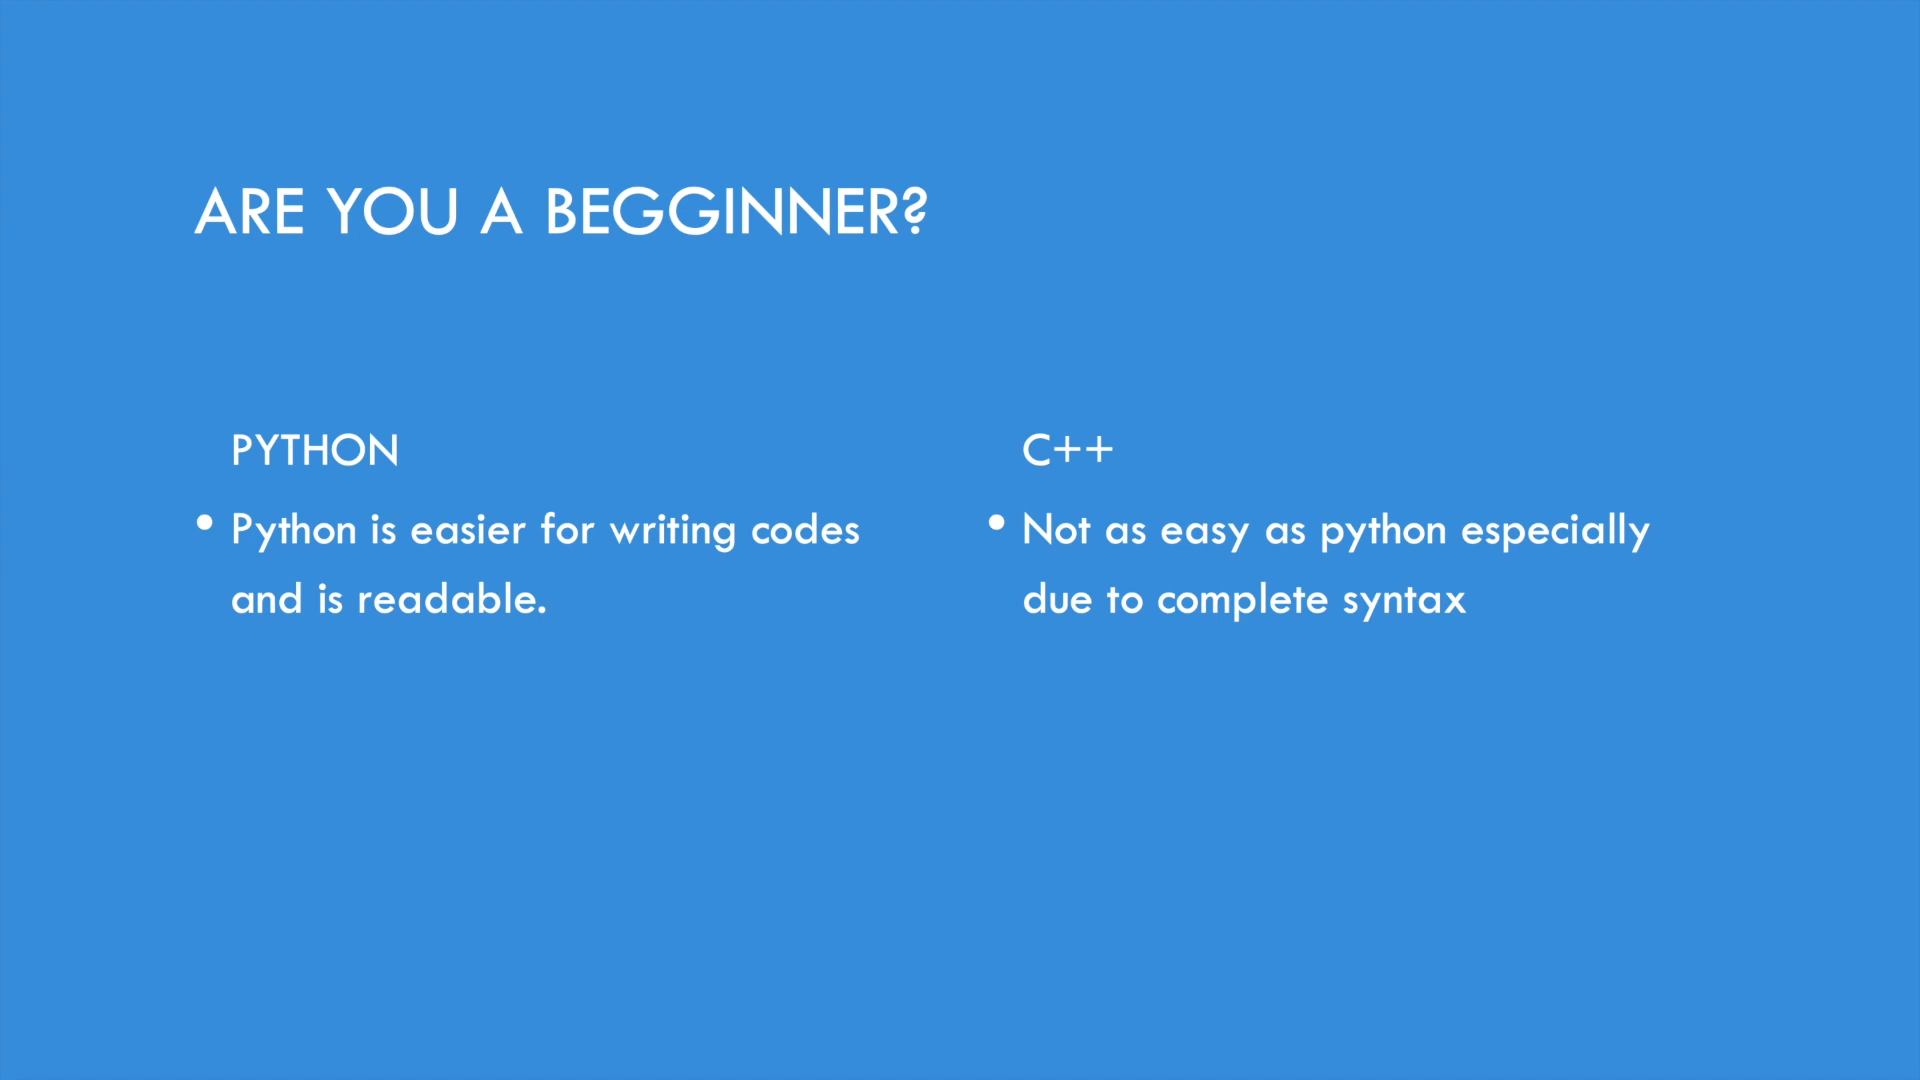 ARE YOU A BEGGINNER?
PYTHON
• Python is easier for writing codes
and is readable.
C++
• Not as easy as python especially
due to complete syntax